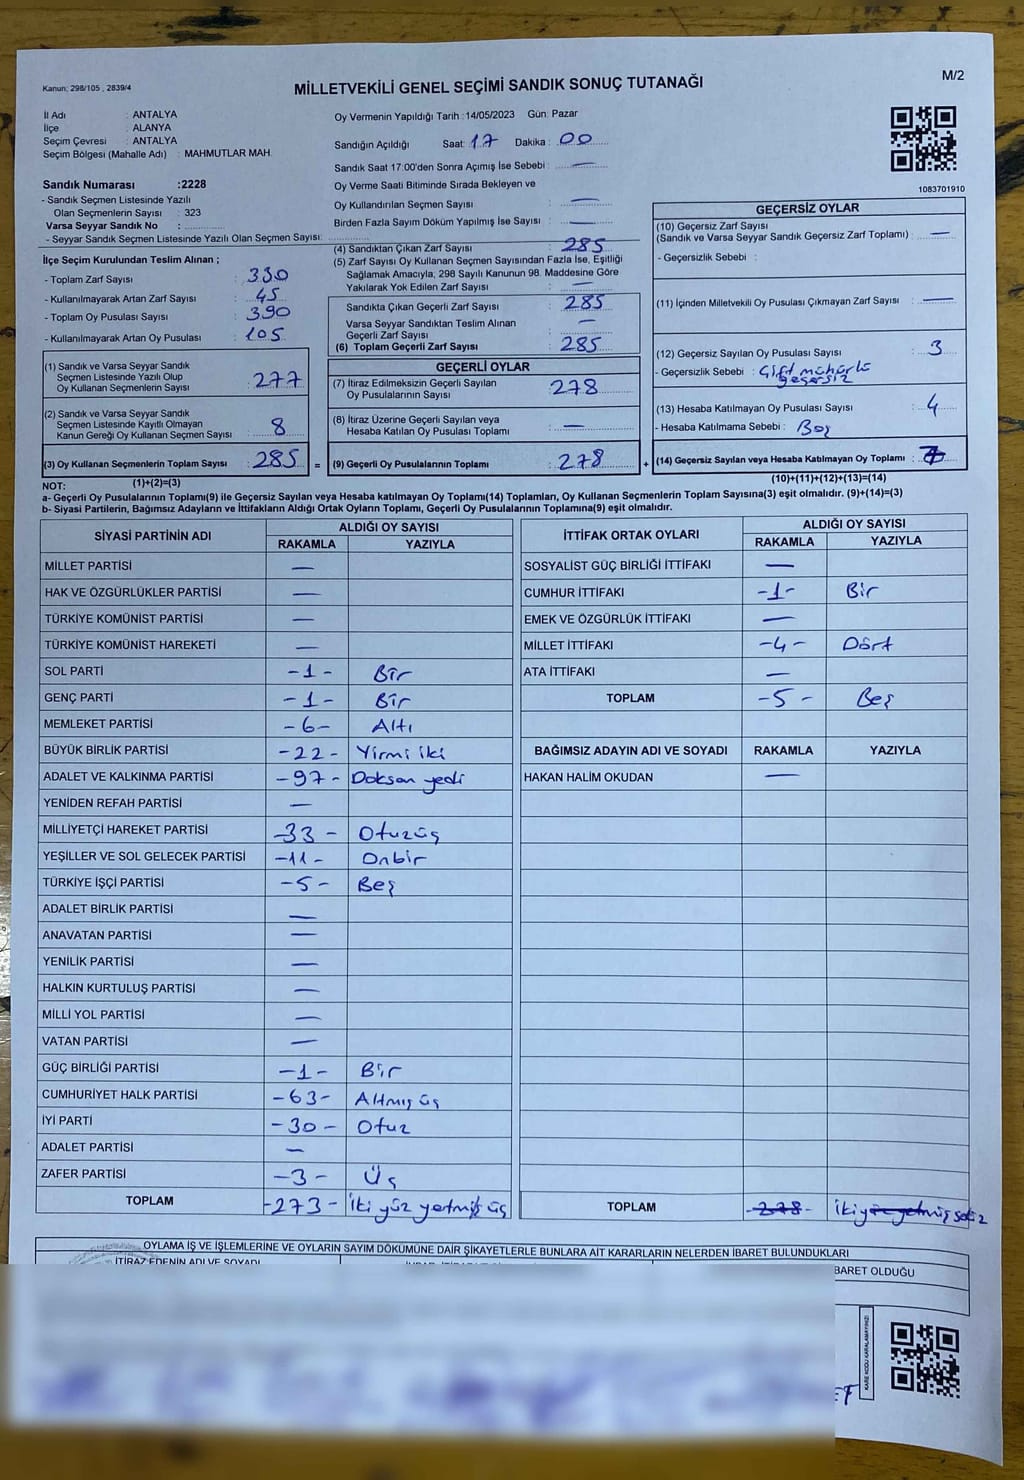 Kanun; 298/105 , 2839/4
MİLLETVEKİLİ GENEL SEÇİMİ SANDIK SONUÇ TUTANAĞI
M/2
İl Adı : ANTALYA
İlçe : ALANYA
Seçim Çevresi : ANTALYA
Seçim Bölgesi (Mahalle Adı) : MAHMUTLAR MAH.
Sandık Numarası :2228
- Sandık Seçmen Listesinde Yazılı
Olan Seçmenlerin Sayısı : 323
Varsa Seyyar Sandık No :
- Seyyar Sandık Seçmen Listesinde Yazılı Olan Seçmen Sayısı:
İlçe Seçim Kurulundan Teslim Alınan ;
- Toplam Zarf Sayısı : 330
- Kullanılmayarak Artan Zarf Sayısı : 45
- Toplam Oy Pusulası Sayısı : 390
- Kullanılmayarak Artan Oy Pusulası : 105
(1) Sandık ve Varsa Seyyar Sandık
Seçmen Listesinde Yazılı Olup
Oy Kullanan Seçmenlerin Sayısı : 277
(2) Sandık ve Varsa Seyyar Sandık
Seçmen Listesinde Kayıtlı Olmayan
Kanun Gereği Oy Kullanan Seçmen Sayısı : 8
(3) Oy Kullanan Seçmenlerin Toplam Sayısı : 285 =
Oy Vermenin Yapıldığı Tarih :14/05/2023 Gün: Pazar
Sandığın Açıldığı Saat: 17 Dakika : 00
Sandık Saat 17:00'den Sonra Açımış İse Sebebi : —
Oy Verme Saati Bitiminde Sırada Bekleyen ve
Oy Kullandırılan Seçmen Sayısı : —
Birden Fazla Sayım Döküm Yapılmış İse Sayısı : —
(4) Sandıktan Çıkan Zarf Sayısı : 285
(5) Zarf Sayısı Oy Kullanan Seçmen Sayısından Fazla İse, Eşitliği
Sağlamak Amacıyla, 298 Sayılı Kanunun 98. Maddesine Göre
Yakılarak Yok Edilen Zarf Sayısı : —
Sandıkta Çıkan Geçerli Zarf Sayısı : 285
Varsa Seyyar Sandıktan Teslim Alınan
Geçerli Zarf Sayısı : —
(6) Toplam Geçerli Zarf Sayısı : 285
GEÇERLİ OYLAR
(7) İtiraz Edilmeksizin Geçerli Sayılan
Oy Pusulalarının Sayısı : 278
(8) İtiraz Üzerine Geçerli Sayılan veya
Hesaba Katılan Oy Pusulası Toplamı : —
(9) Geçerli Oy Pusulalarının Toplamı : 278 +
1083701910
GEÇERSİZ OYLAR
(10) Geçersiz Zarf Sayısı
(Sandık ve Varsa Seyyar Sandık Geçersiz Zarf Toplamı) : —
- Geçersizlik Sebebi :
(11) İçinden Milletvekili Oy Pusulası Çıkmayan Zarf Sayısı : —
(12) Geçersiz Sayılan Oy Pusulası Sayısı : 3
- Geçersizlik Sebebi : Çift mühürlü
geçersiz
(13) Hesaba Katılmayan Oy Pusulası Sayısı : 4
- Hesaba Katılmama Sebebi : Boş
(14) Geçersiz Sayılan veya Hesaba Katılmayan Oy Toplamı : 7
NOT: (1)+(2)=(3) (10)+(11)+(12)+(13)=(14)
a- Geçerli Oy Pusulalarının Toplamı(9) ile Geçersiz Sayılan veya Hesaba katılmayan Oy Toplamı(14) Toplamları, Oy Kullanan Seçmenlerin Toplam Sayısına(3) eşit olmalıdır. (9)+(14)=(3)
b- Siyasi Partilerin, Bağımsız Adayların ve İttifakların Aldığı Ortak Oyların Toplamı, Geçerli Oy Pusulalarının Toplamına(9) eşit olmalıdır.
SİYASİ PARTİNİN ADI ALDIĞI OY SAYISI
RAKAMLA YAZIYLA
MİLLET PARTİSİ —
HAK VE ÖZGÜRLÜKLER PARTİSİ —
TÜRKİYE KOMÜNİST PARTİSİ —
TÜRKİYE KOMÜNİST HAREKETİ —
SOL PARTİ -1- Bir
GENÇ PARTİ -1- Bir
MEMLEKET PARTİSİ -6- Altı
BÜYÜK BİRLİK PARTİSİ -22- Yirmi iki
ADALET VE KALKINMA PARTİSİ -97- Doksan yedi
YENİDEN REFAH PARTİSİ —
MİLLİYETÇİ HAREKET PARTİSİ -33- Otuzüç
YEŞİLLER VE SOL GELECEK PARTİSİ -11- Onbir
TÜRKİYE İŞÇİ PARTİSİ -5- Beş
ADALET BİRLİK PARTİSİ —
ANAVATAN PARTİSİ —
YENİLİK PARTİSİ —
HALKIN KURTULUŞ PARTİSİ —
MİLLİ YOL PARTİSİ —
VATAN PARTİSİ —
GÜÇ BİRLİĞİ PARTİSİ -1- Bir
CUMHURİYET HALK PARTİSİ -63- Altmış üç
İYİ PARTİ -30- Otuz
ADALET PARTİSİ —
ZAFER PARTİSİ -3- Üç
TOPLAM -273- İki yüz yetmiş üç
İTTİFAK ORTAK OYLARI ALDIĞI OY SAYISI
RAKAMLA YAZIYLA
SOSYALİST GÜÇ BİRLİĞİ İTTİFAKI —
CUMHUR İTTİFAKI -1- Bir
EMEK VE ÖZGÜRLÜK İTTİFAKI —
MİLLET İTTİFAKI -4- Dört
ATA İTTİFAKI —
TOPLAM -5- Beş
BAĞIMSIZ ADAYIN ADI VE SOYADI RAKAMLA YAZIYLA
HAKAN HALİM OKUDAN —
TOPLAM -278- İkiyüz yetmiş sekiz
OYLAMA İŞ VE İŞLEMLERİNE VE OYLARIN SAYIM DÖKÜMÜNE DAİR ŞİKAYETLERLE BUNLARA AİT KARARLARIN NELERDEN İBARET BULUNDUKLARI
İTİRAZ EDENİN ADI VE SOYADI
BARET OLDUĞU
KARE KODU KARALAMAYINIZ!